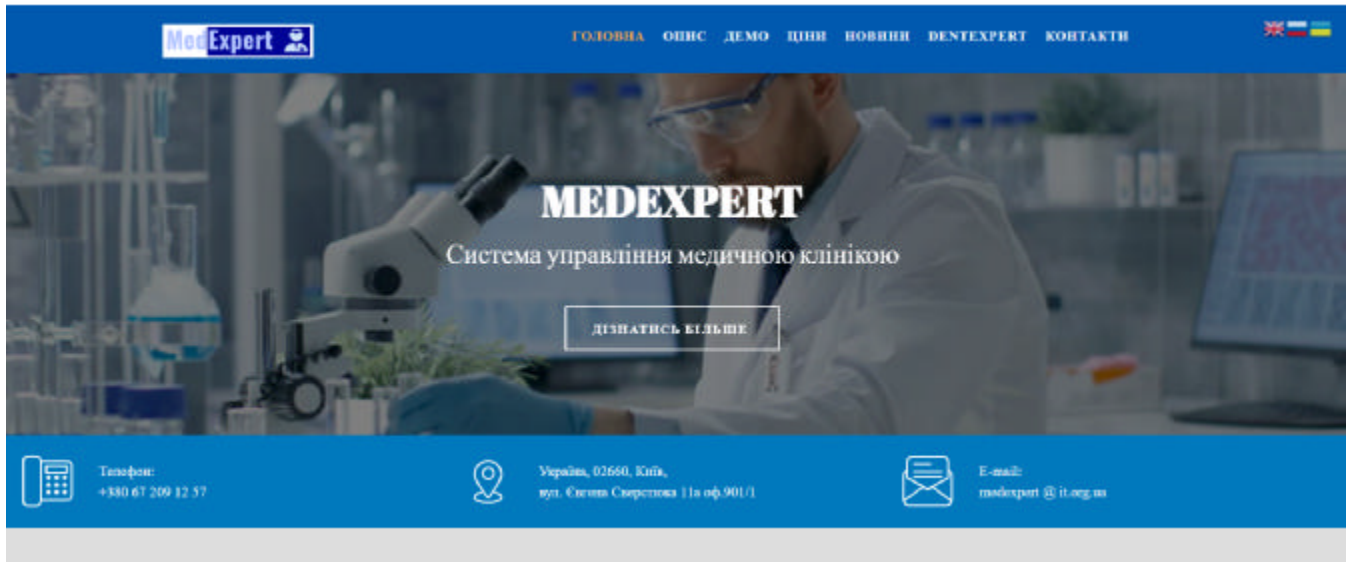 MedExpert
ГОЛОВНА ОПИС ДЕМО ЦІНИ НОВИНИ DENTEXPERT КОНТАКТИ
MEDEXPERT
Система управління медичною клінікою
ДІЗНАТИСЬ БІЛЬШЕ
Телефон:
+380 67 209 12 57
Україна, 02660, Київ,
вул. Євгена Сверстюка 11а оф.901/1
E-mail:
medexpert @ it.org.ua